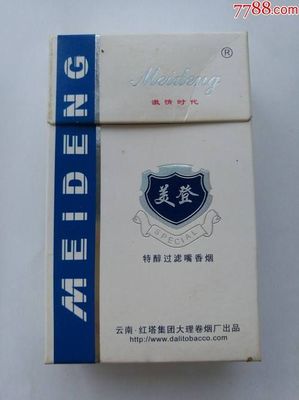 7788.com
Meideng
®
激情时代
MEiDENG
美登
SPECIAL
特醇过滤嘴香烟
云南·红塔集团大理卷烟厂出品
http://www.dalitobacco.com